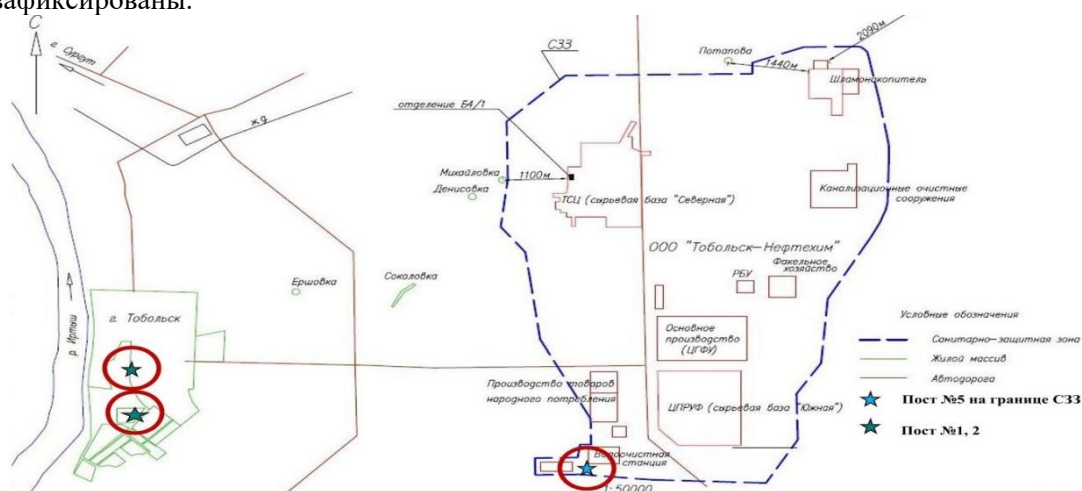 зафиксированы.
С
г. Сургут
СЗЗ
Потапова
2090м
1440м
Шламонакопитель
отделение Б4/1
ж.д
Михайловка
1100м
Денисовка
ТСЦ (сырьевая база "Северная")
Канализационные очистные
сооружения
ООО "Тобольск-Нефтехим"
Факельное
хозяйство
РБУ
Ершовка
Соколовка
г. Тобольск
р. Иртыш
Условные обозначения
Основное
производство
(ЦГФУ)
Санитарно-защитная зона
Жилой массив
Автодорога
Производство товаров
народного потребления
ЦПРУФ (сырьевая база "Южная")
Пост №5 на границе СЗЗ
Пост №1, 2
Водоочистная
станция
1:50000